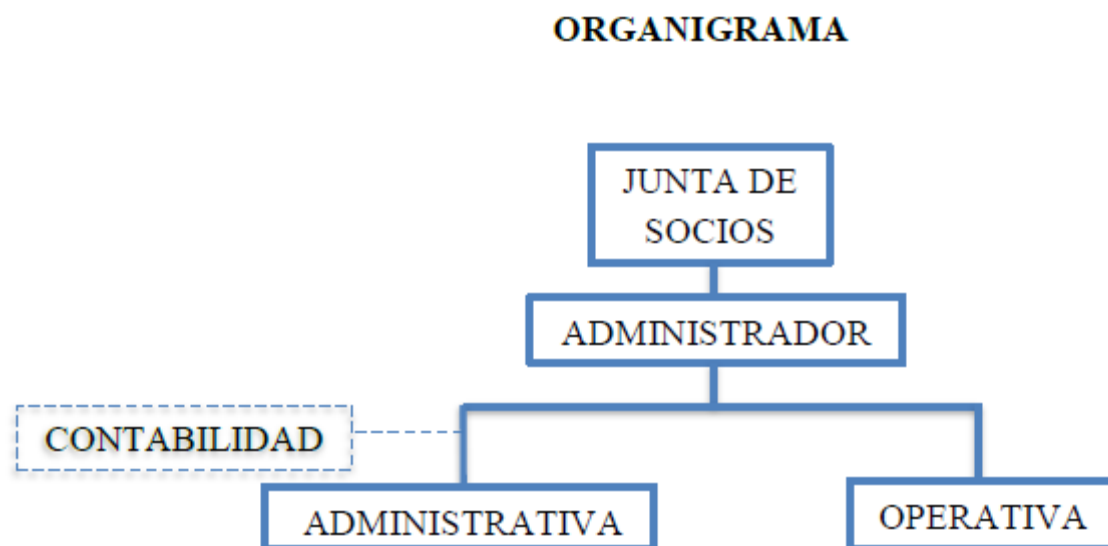 ORGANIGRAMA
JUNTA DE
SOCIOS
ADMINISTRADOR
CONTABILIDAD
ADMINISTRATIVA
OPERATIVA